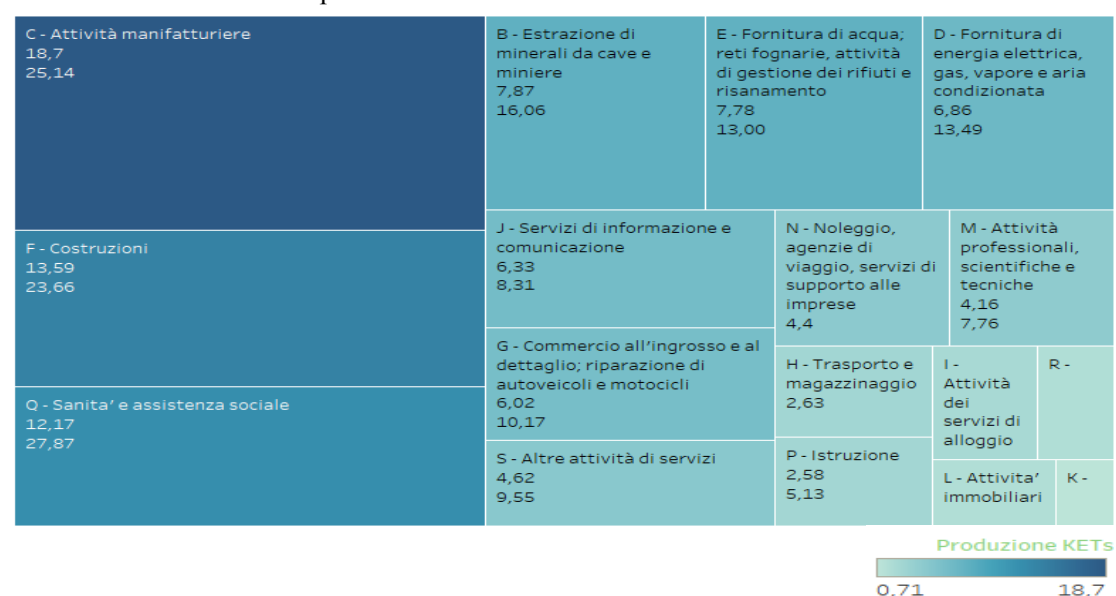 C - Attività manifatturiere
18,7
25,14
F - Costruzioni
13,59
23,66
Q - Sanita' e assistenza sociale
12,17
27,87
B - Estrazione di
minerali da cave e
miniere
7,87
16,06
E - Fornitura di acqua;
reti fognarie, attività
di gestione dei rifiuti e
risanamento
7,78
13,00
D - Fornitura di
energia elettrica,
gas, vapore e aria
condizionata
6,86
13,49
J - Servizi di informazione e
comunicazione
6,33
8,31
G - Commercio all'ingrosso e al
dettaglio; riparazione di
autoveicoli e motocicli
6,02
10,17
S - Altre attività di servizi
4,62
9,55
N - Noleggio,
agenzie di
viaggio, servizi di
supporto alle
imprese
4,4
M - Attività
professionali,
scientifiche e
tecniche
4,16
7,76
H - Trasporto e
magazzinaggio
2,63
P - Istruzione
2,58
5,13
I -
Attività
dei
servizi di
alloggio
R -
L - Attivita'
immobiliari
K -
Produzione KETs
0,71
18,7